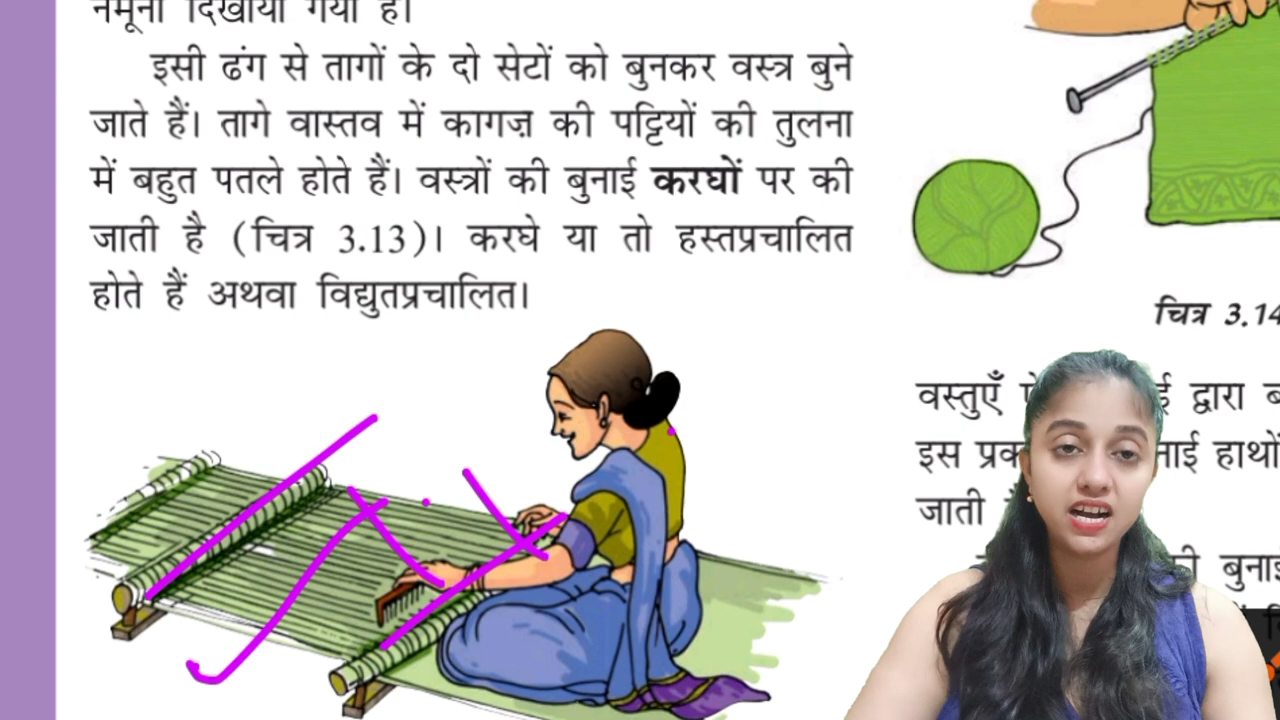 नमूना दिखाया गया है।
इसी ढंग से तागों के दो सेटों को बुनकर वस्त्र बुने
जाते हैं। तागे वास्तव में कागज़ की पट्टियों की तुलना
में बहुत पतले होते हैं। वस्त्रों की बुनाई करघों पर की
जाती है (चित्र 3.13)। करघे या तो हस्तप्रचालित
होते हैं अथवा विद्युतप्रचालित।
चित्र 3.14
वस्तुएँ द्वारा
इस हाथों
जाती
बुनाई